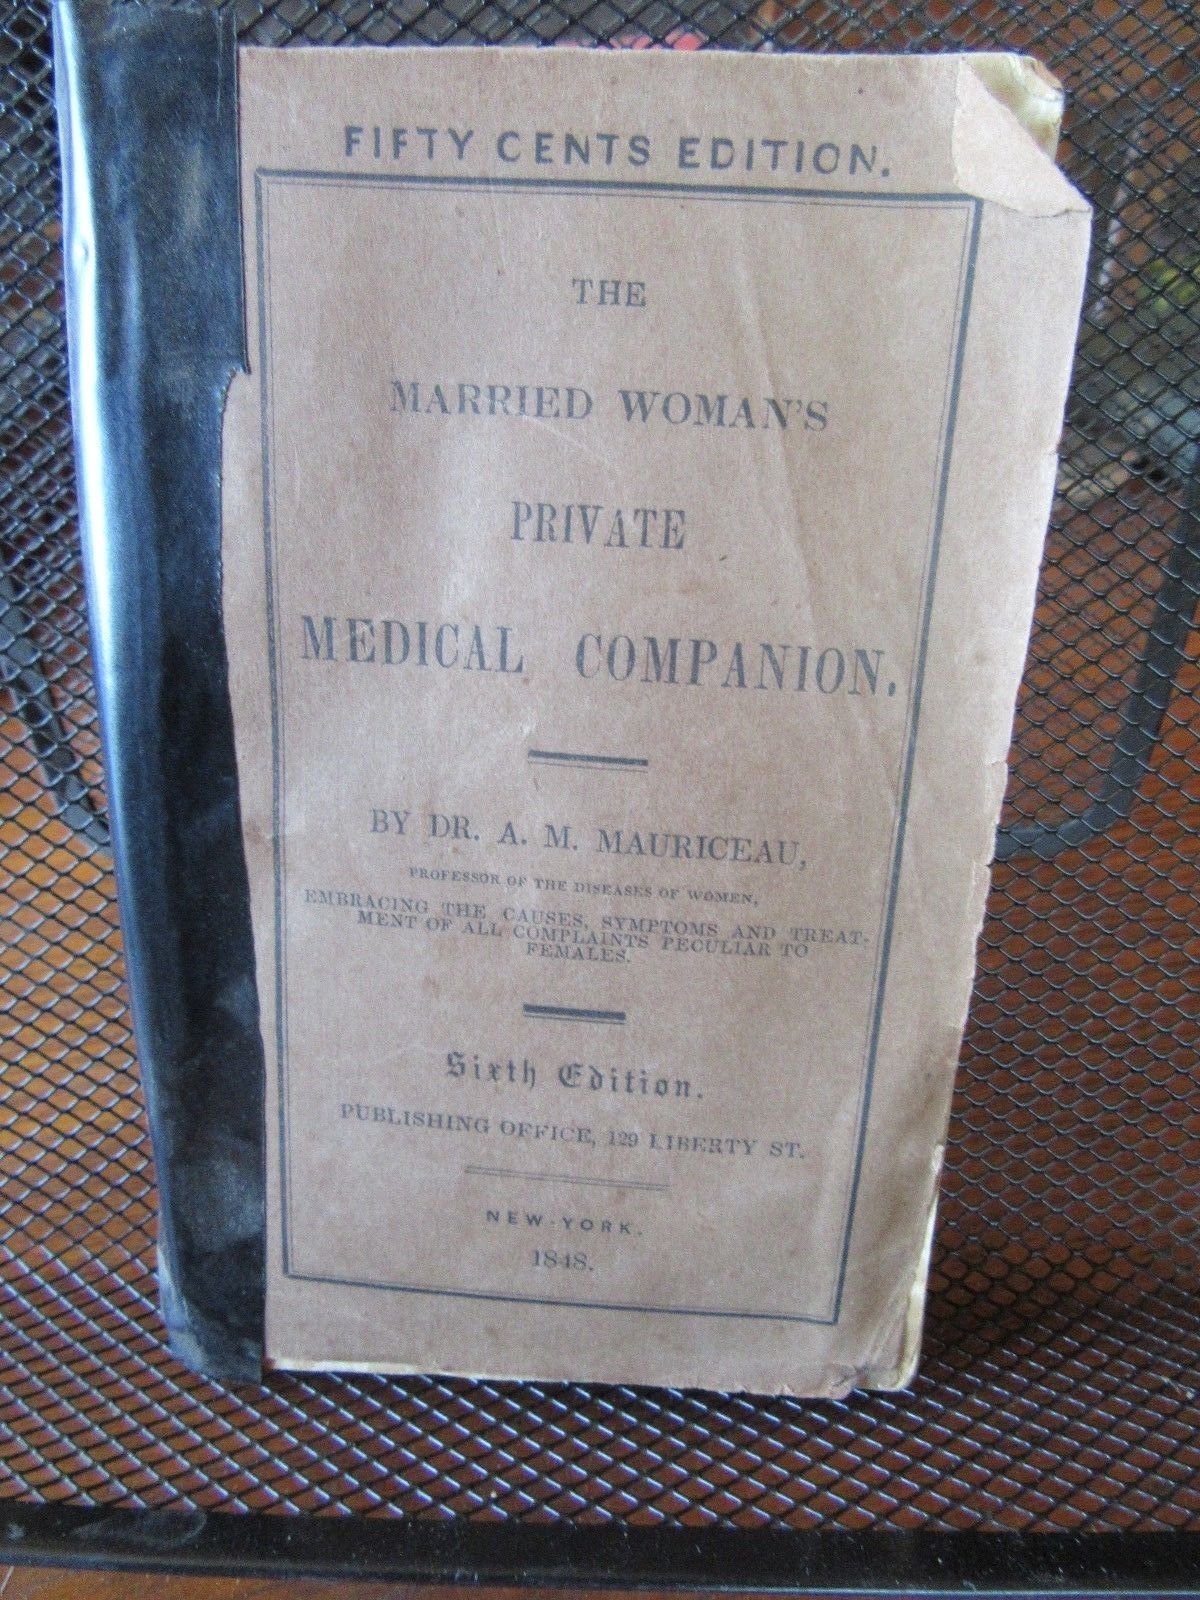 FIFTY CENTS EDITION.
THE
MARRIED WOMAN'S
PRIVATE
MEDICAL COMPANION.
BY DR. A. M. MAURICEAU,
PROFESSOR OF THE DISEASES OF WOMEN,
EMBRACING THE CAUSES, SYMPTOMS AND TREAT-
MENT OF ALL COMPLAINTS PECULIAR TO
FEMALES.
Sixth Edition.
PUBLISHING OFFICE, 129 LIBERTY ST.
NEW-YORK.
1848.